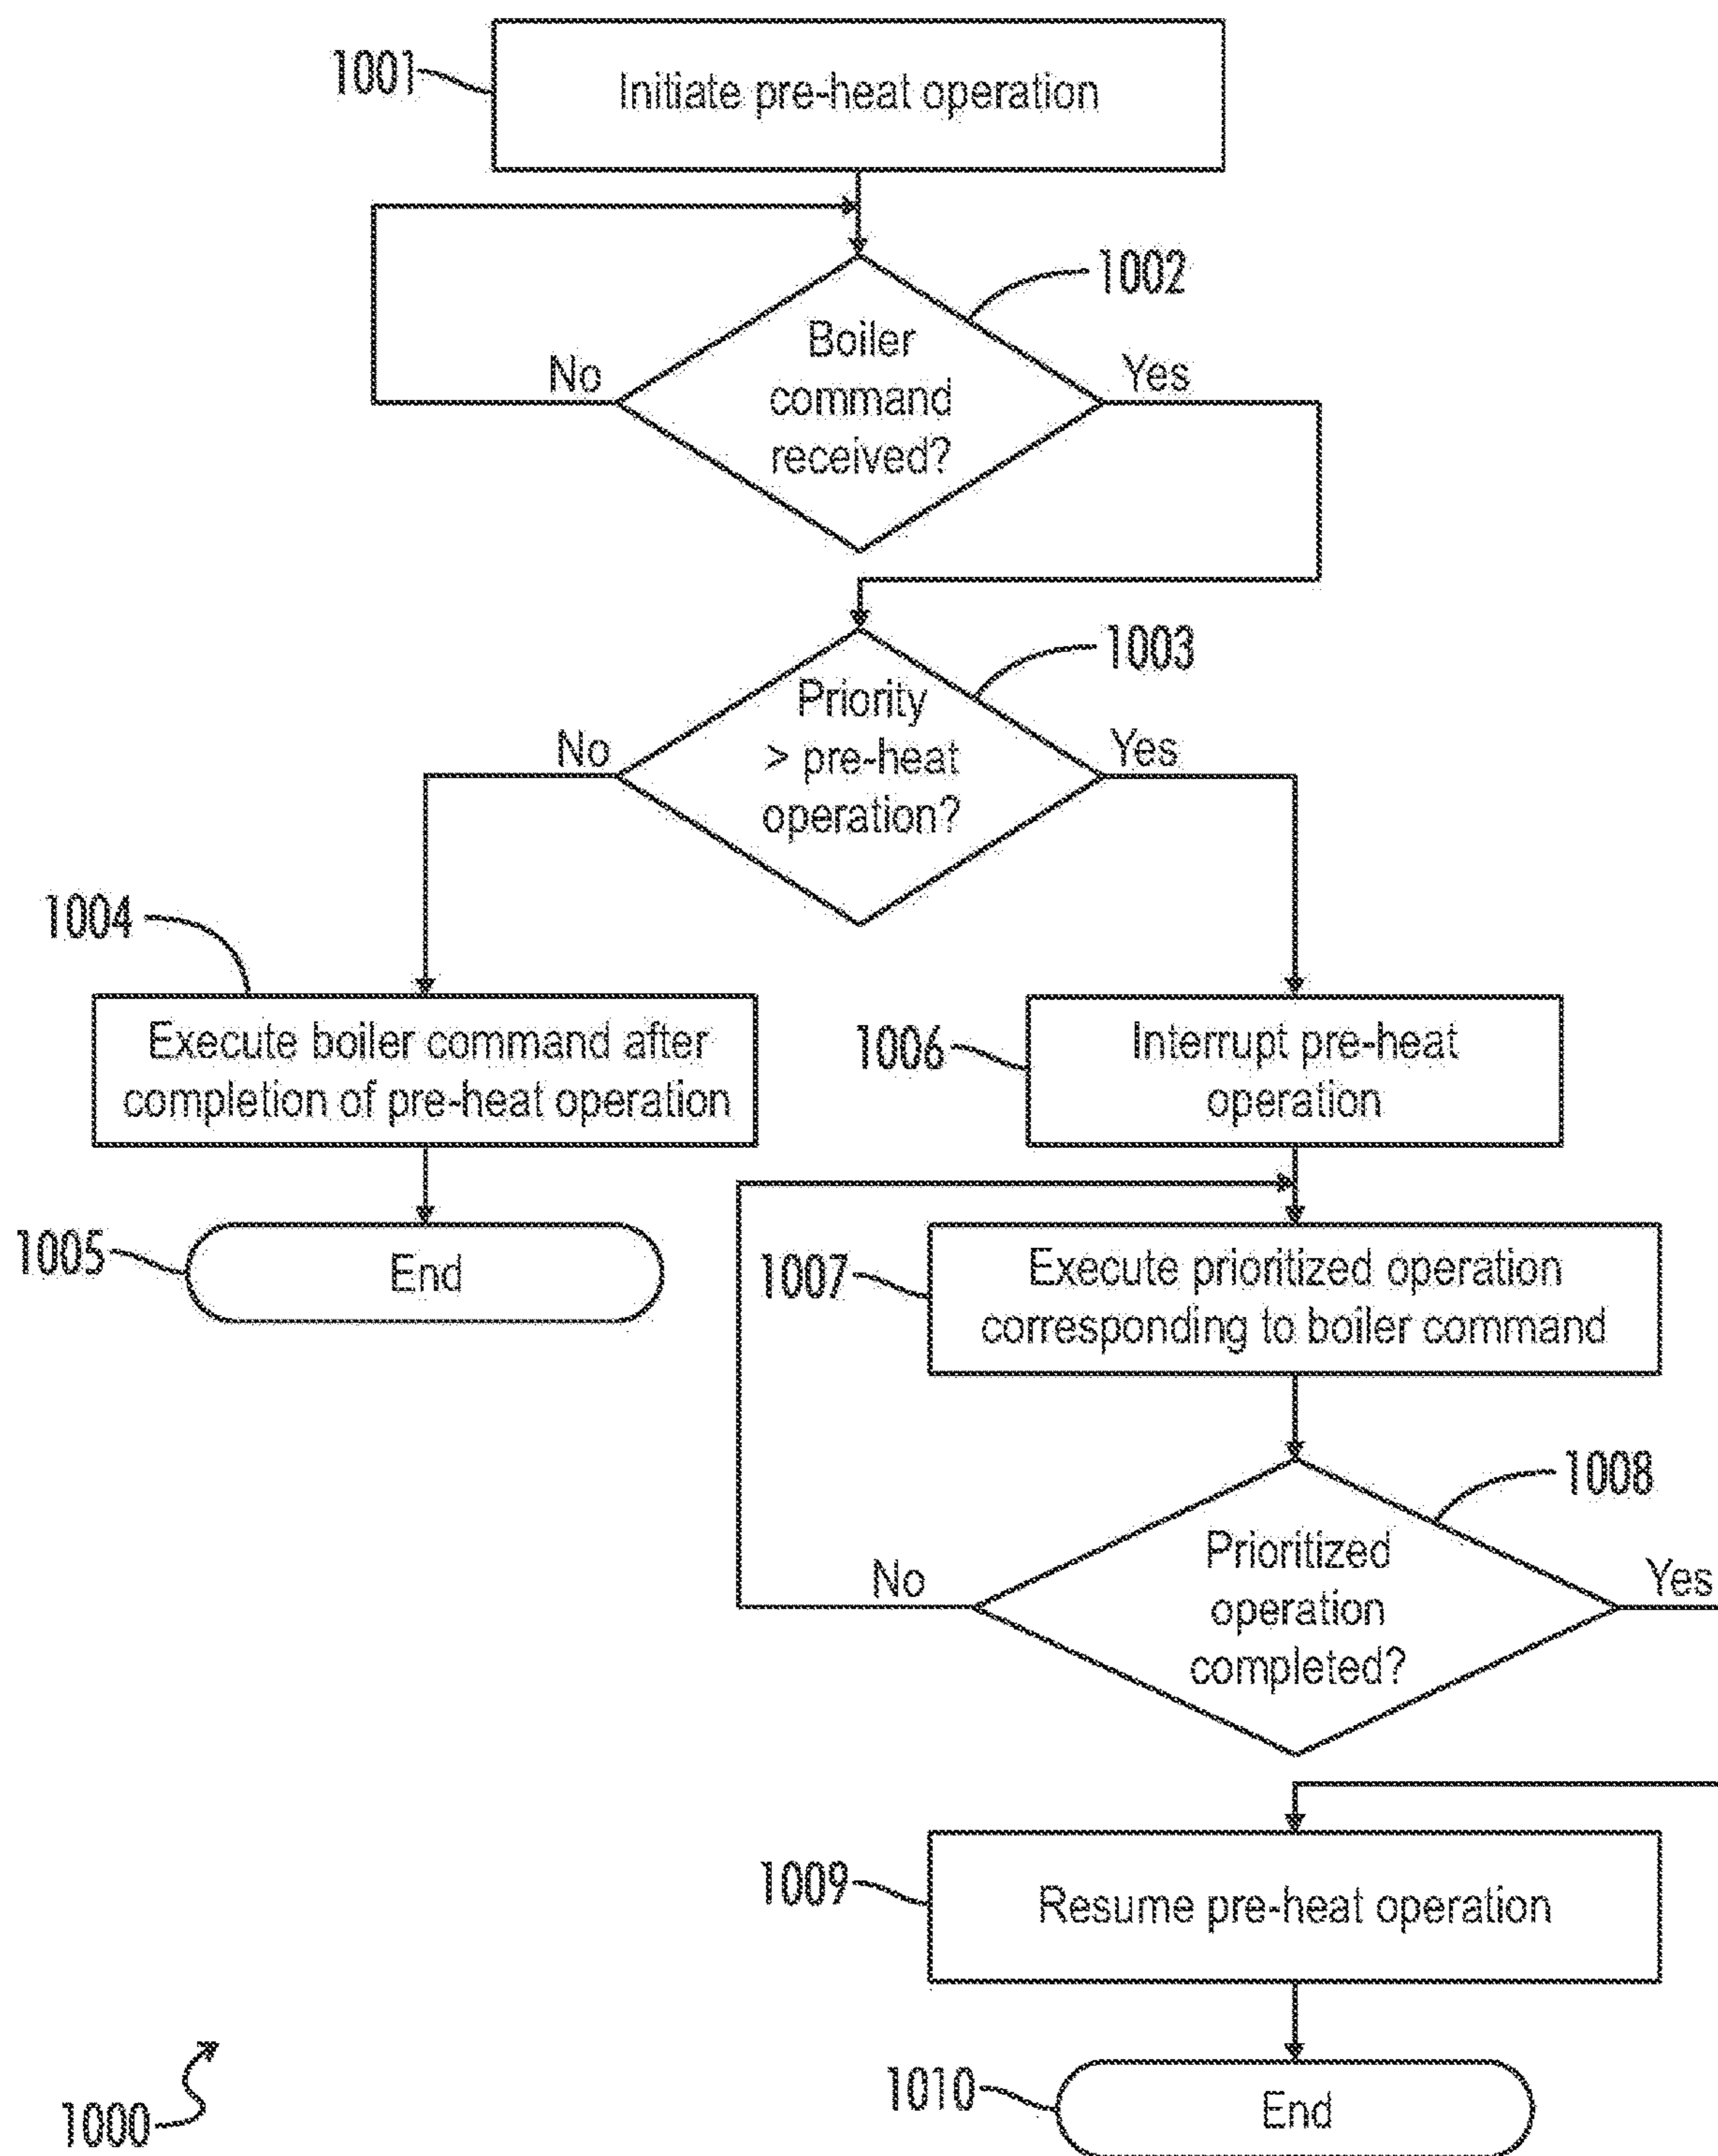 1001
Initiate pre-heat operation
1002
Boiler
command
received?
No
Yes
1003
Priority
> pre-heat
operation?
No
Yes
1004
Execute boiler command after
completion of pre-heat operation
1005
End
1006
Interrupt pre-heat
operation
1007
Execute prioritized operation
corresponding to boiler command
1008
Prioritized
operation
completed?
No
Yes
1009
Resume pre-heat operation
1010
End
1000